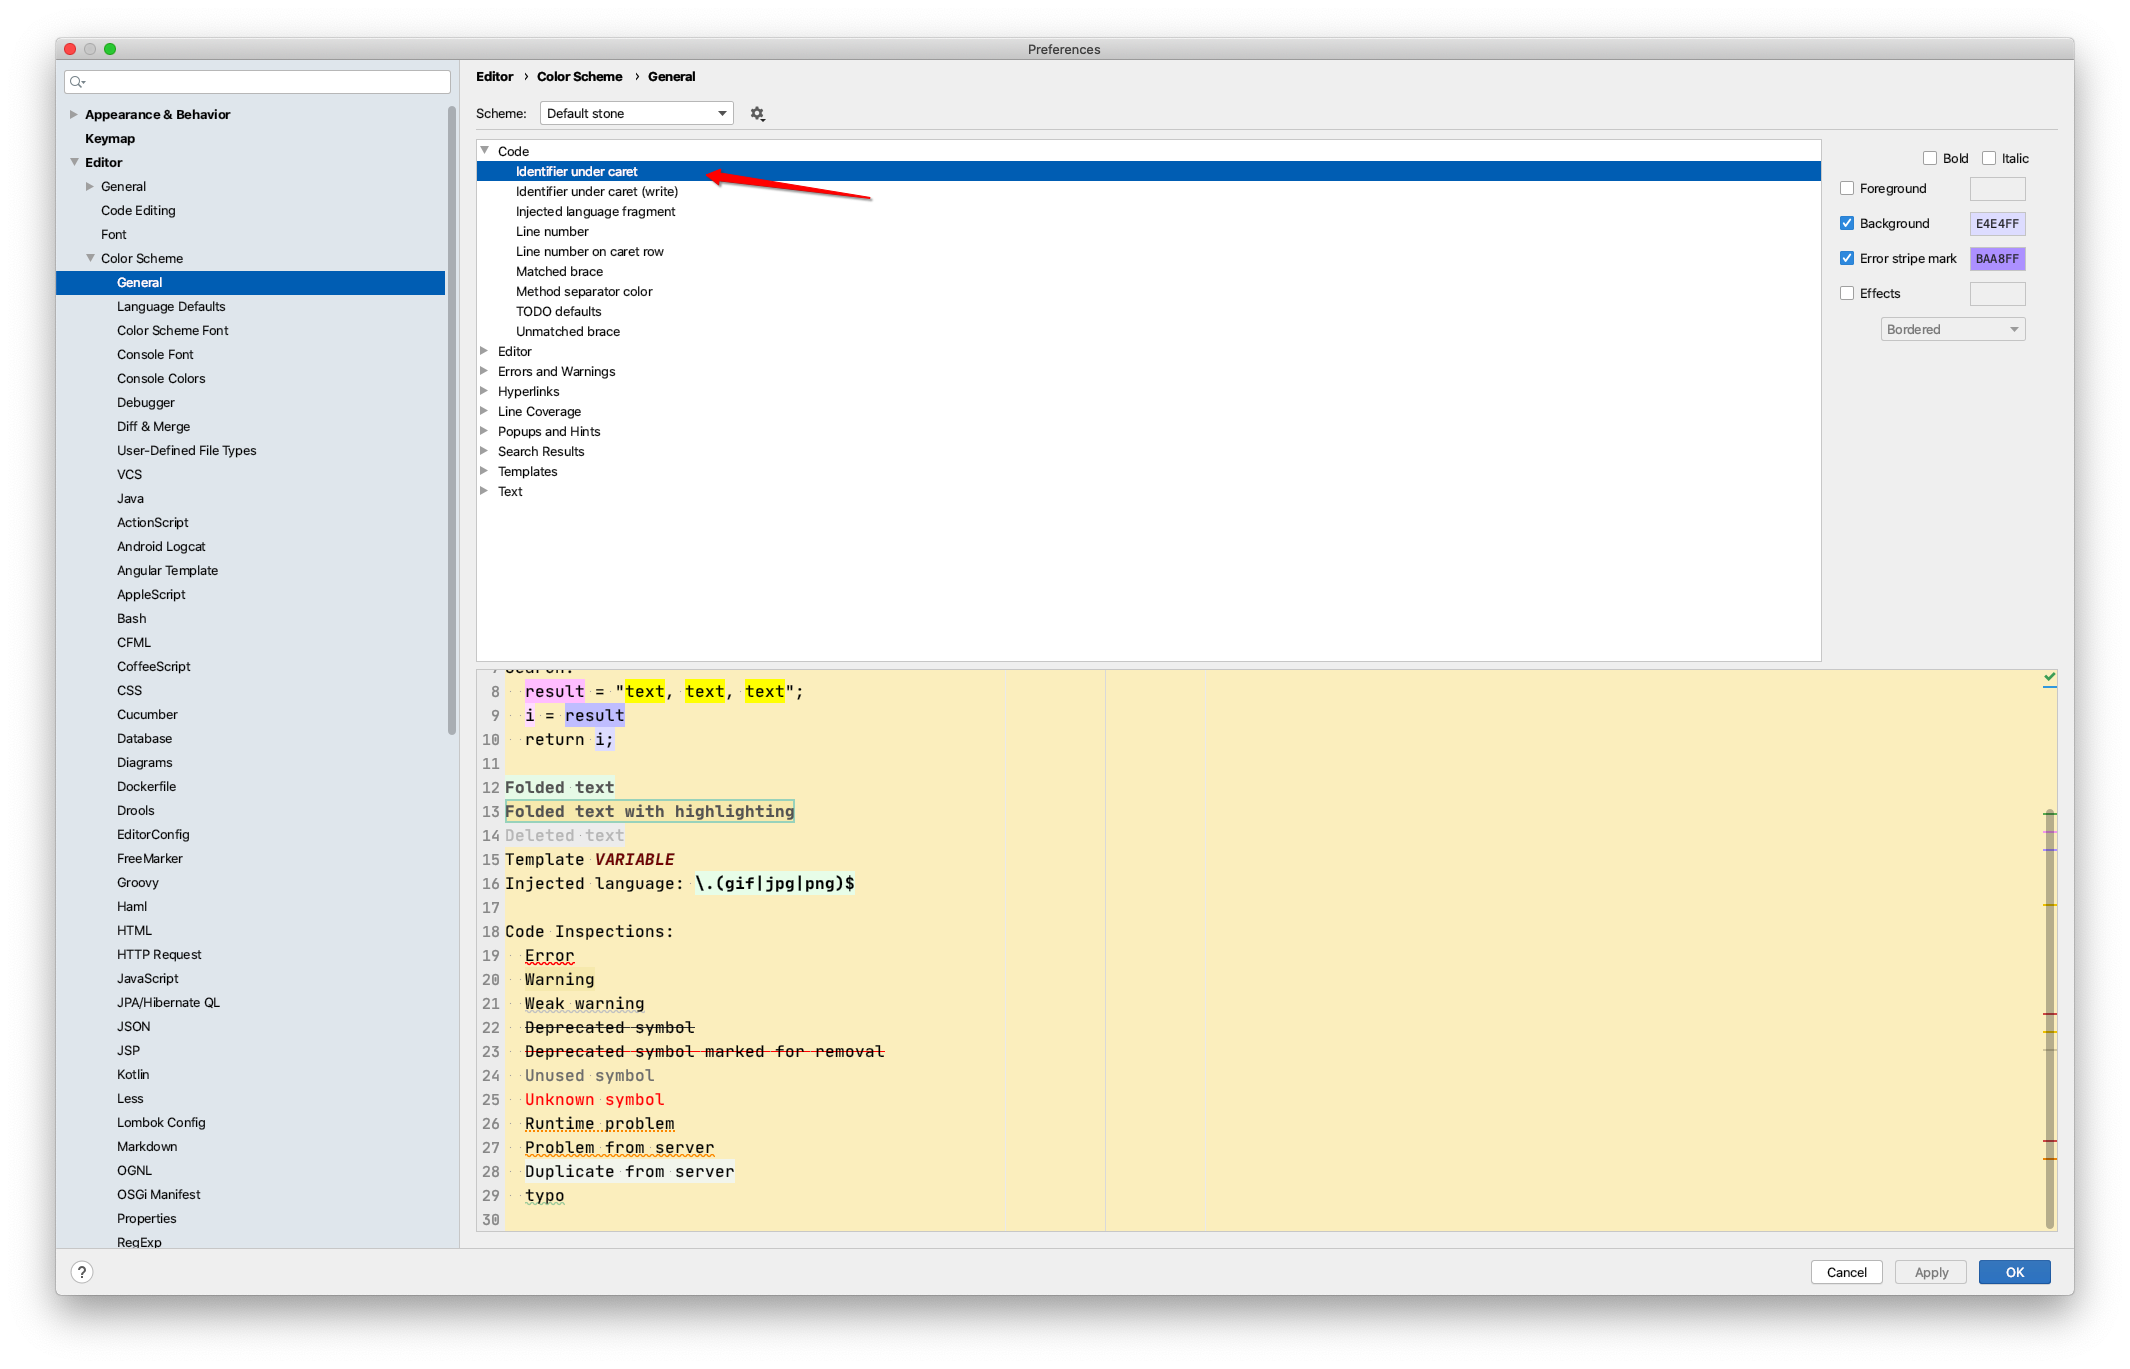 Preferences
Appearance & Behavior
Keymap
Editor
General
Code Editing
Font
Color Scheme
General
Language Defaults
Color Scheme Font
Console Font
Console Colors
Debugger
Diff & Merge
User-Defined File Types
VCS
Java
ActionScript
Android Logcat
Angular Template
AppleScript
Bash
CFML
CoffeeScript
CSS
Cucumber
Database
Diagrams
Dockerfile
Drools
EditorConfig
FreeMarker
Groovy
Haml
HTML
HTTP Request
JavaScript
JPA/Hibernate QL
JSON
JSP
Kotlin
Less
Lombok Config
Markdown
OGNL
OSGi Manifest
Properties
RegExp
Editor › Color Scheme › General
Scheme: Default stone
Code
Identifier under caret
Identifier under caret (write)
Injected language fragment
Line number
Line number on caret row
Matched brace
Method separator color
TODO defaults
Unmatched brace
Editor
Errors and Warnings
Hyperlinks
Line Coverage
Popups and Hints
Search Results
Templates
Text
Bold Italic
Foreground
Background E4E4FF
Error stripe mark BAA8FF
Effects
Bordered
7 Search:
8 result = "text, text, text";
9 i = result
10 return i;
11
12 Folded text
13 Folded text with highlighting
14 Deleted text
15 Template VARIABLE
16 Injected language: \.(gif|jpg|png)$
17
18 Code Inspections:
19 Error
20 Warning
21 Weak warning
22 Deprecated symbol
23 Deprecated symbol marked for removal
24 Unused symbol
25 Unknown symbol
26 Runtime problem
27 Problem from server
28 Duplicate from server
29 typo
30
? Cancel Apply OK